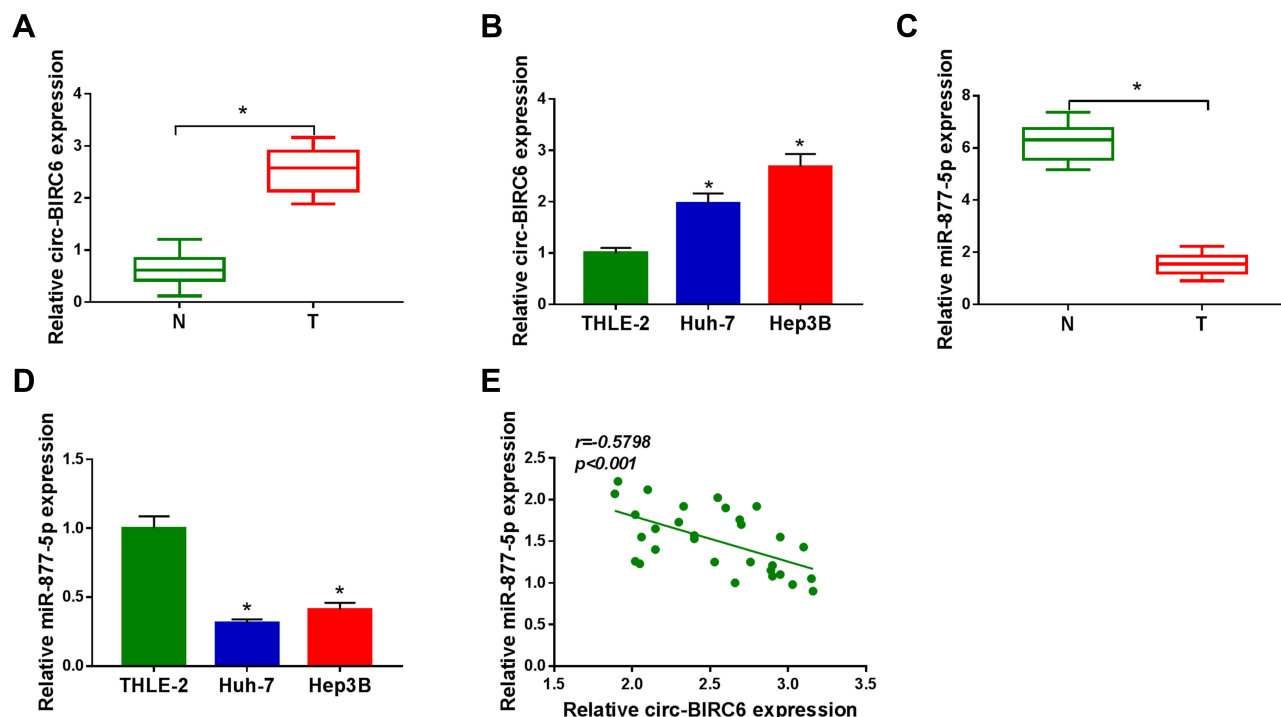 A
Relative circ-BIRC6 expression
4
3
2
1
0
*
N
T
B
Relative circ-BIRC6 expression
4
3
2
1
0
*
*
THLE-2
Huh-7
Hep3B
C
Relative miR-877-5p expression
8
6
4
2
0
*
N
T
D
Relative miR-877-5p expression
1.5
1.0
0.5
0.0
*
*
THLE-2
Huh-7
Hep3B
E
Relative miR-877-5p expression
r=-0.5798
p<0.001
2.5
2.0
1.5
1.0
0.5
0.0
1.5
2.0
2.5
3.0
3.5
Relative circ-BIRC6 expression